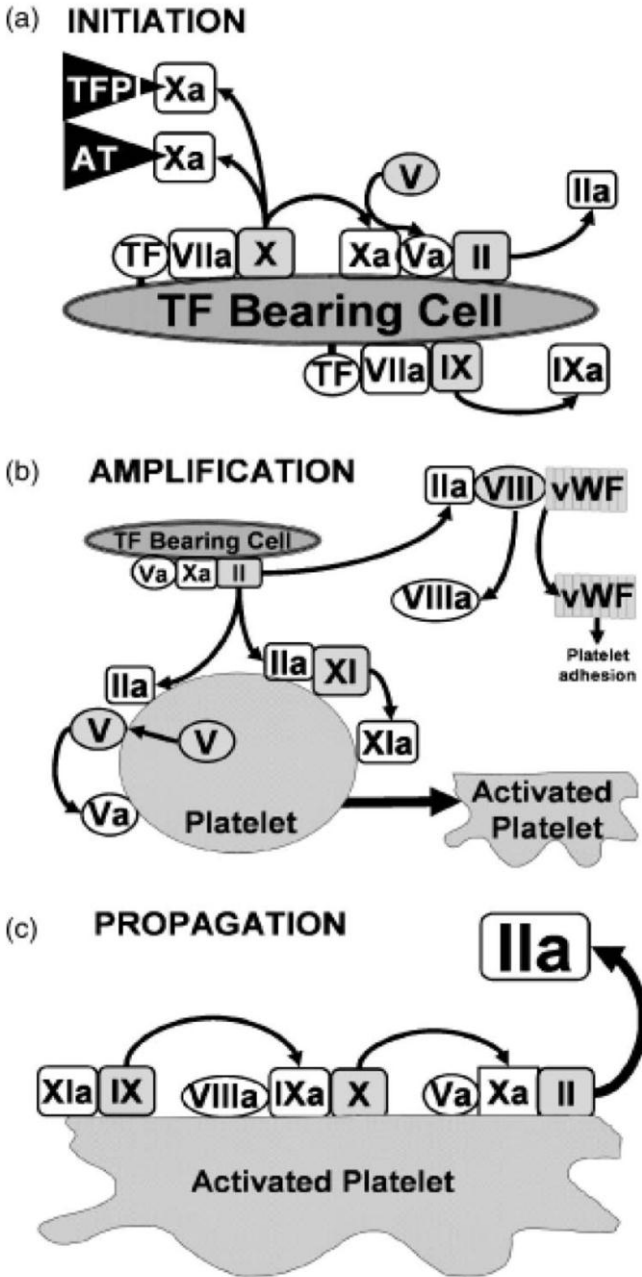 (a) INITIATION
TFPI Xa
AT Xa
V
IIa
TF VIIa X Xa Va II
TF Bearing Cell
TF VIIa IX IXa
(b) AMPLIFICATION
IIa VIII vWF
TF Bearing Cell
Va Xa II
VIIIa vWF
Platelet
adhesion
IIa IIa XI
V V XIa
Va Platelet
Activated
Platelet
(c) PROPAGATION
IIa
XIa IX VIIIa IXa X Va Xa II
Activated Platelet